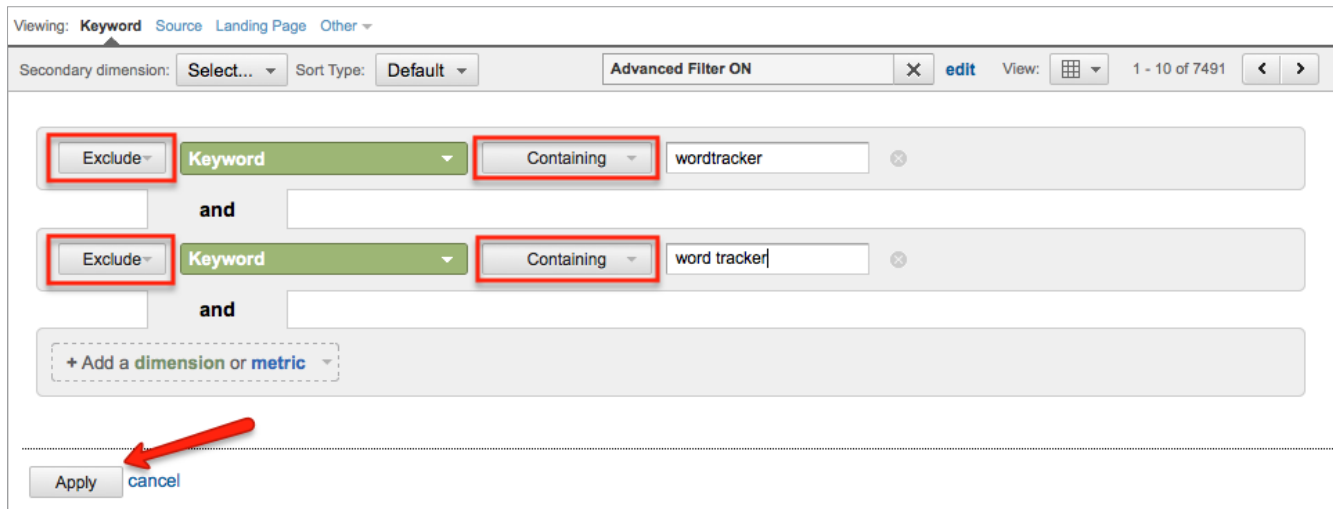 Viewing: Keyword Source Landing Page Other
Secondary dimension: Select... Sort Type: Default Advanced Filter ON edit View: 1 - 10 of 7491
Exclude Keyword Containing wordtracker
and
Exclude Keyword Containing word tracker
and
+ Add a dimension or metric
Apply cancel